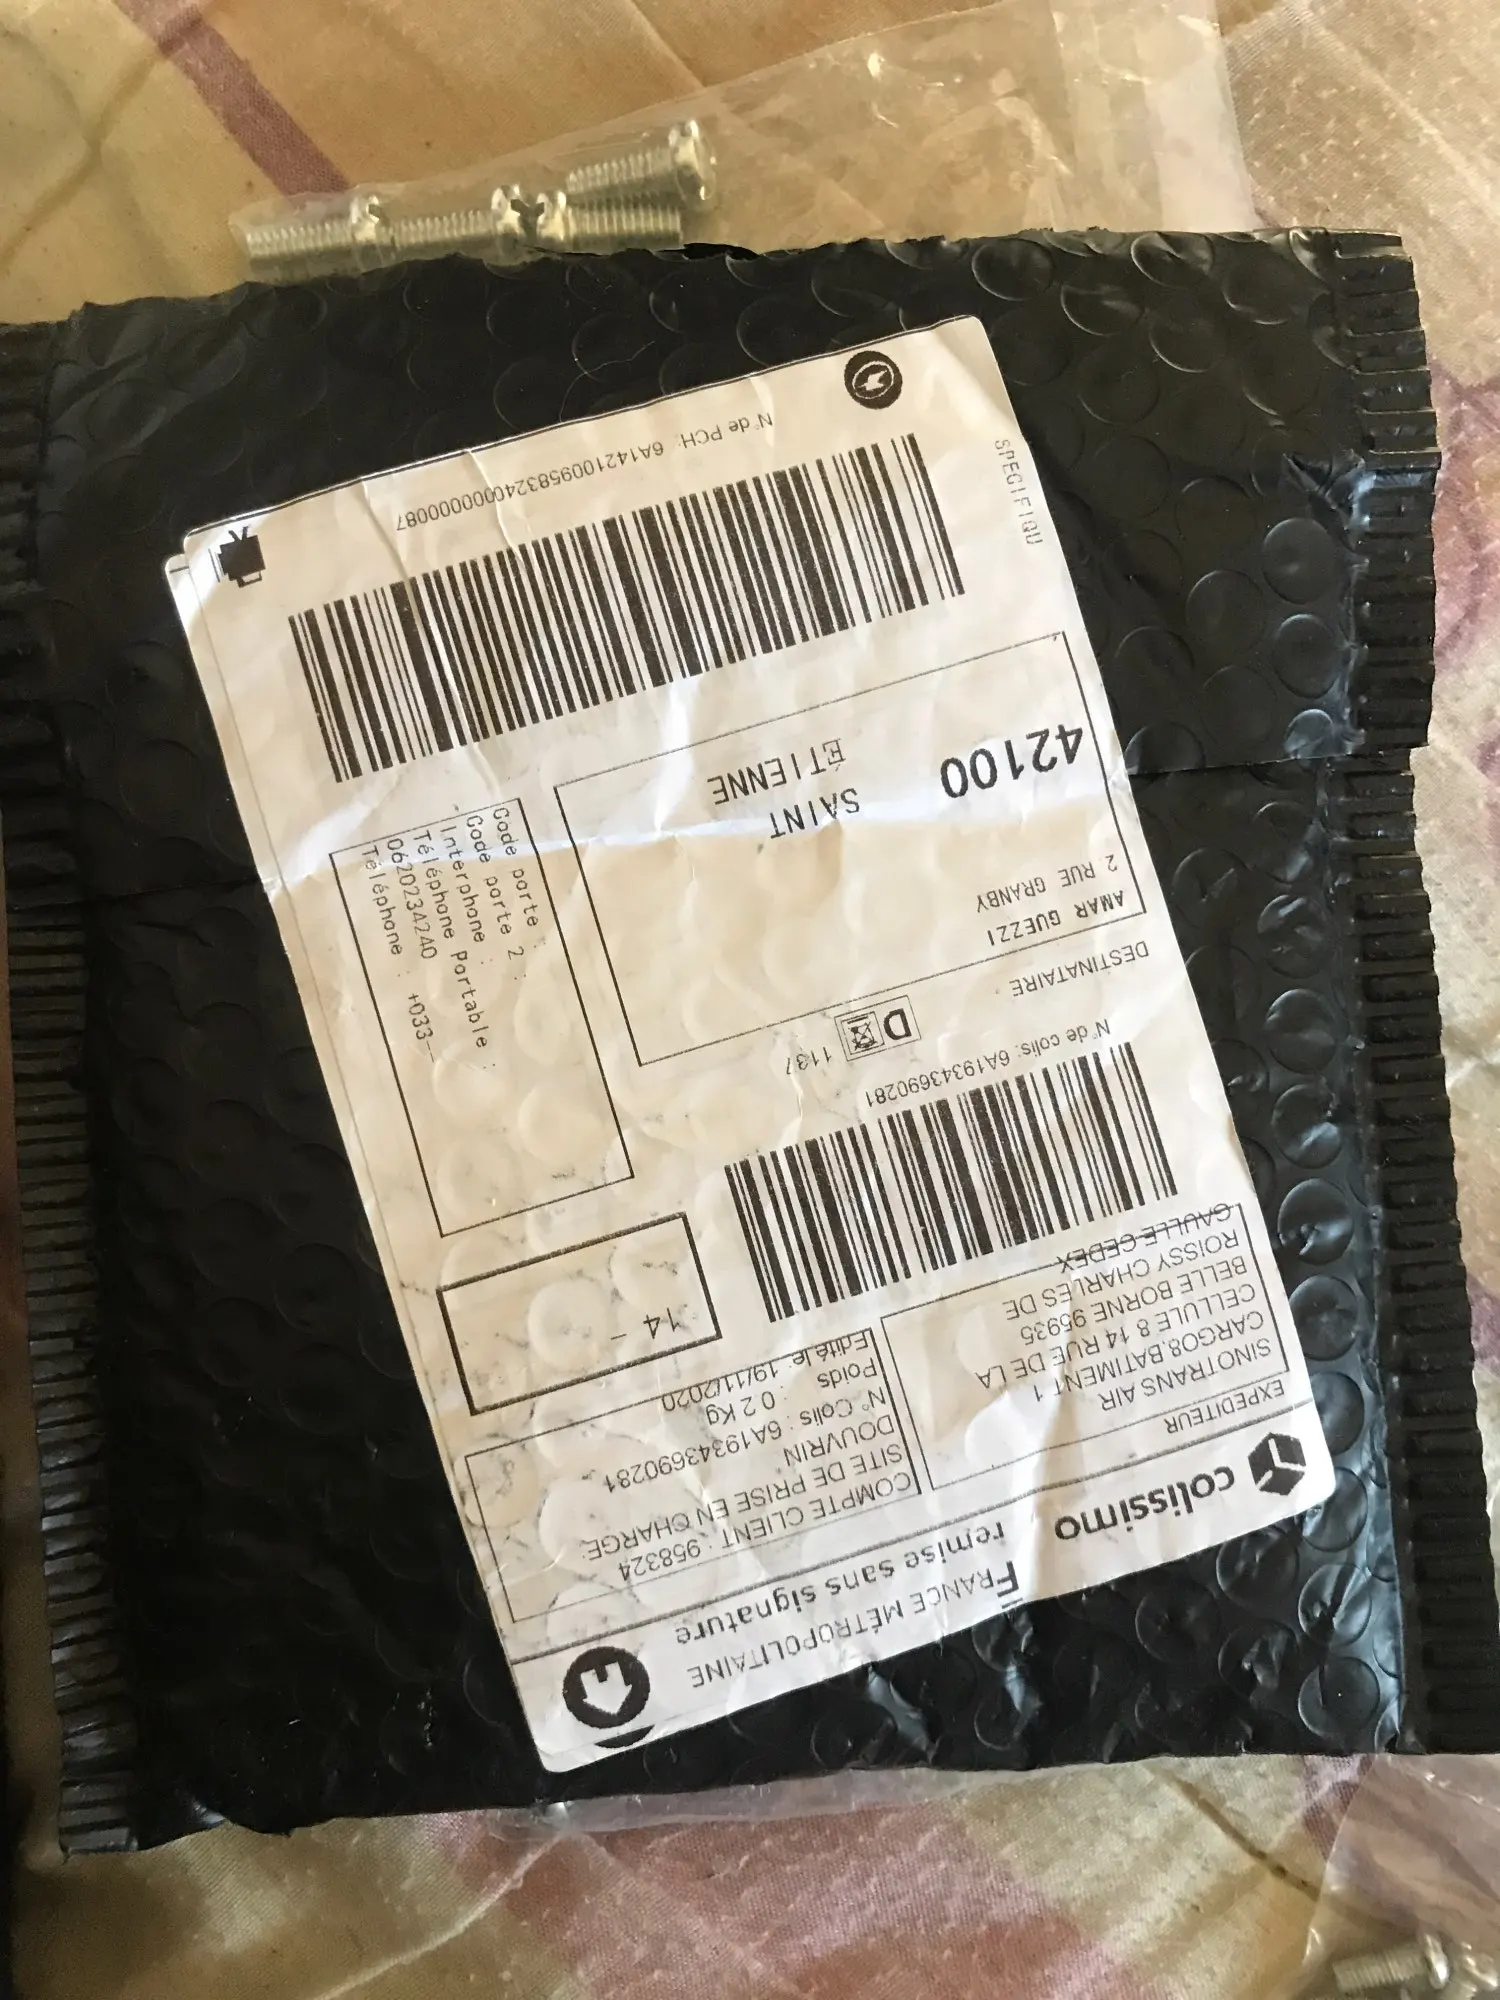 colissimo
FRANCE MÉTROPOLITAINE
remise sans signature
EXPEDITEUR
SINOTRANS AIR
CARGO8.BATIMENT 1
CELLULE 8 14 RUE DE LA
BELLE BORNE 95935
ROISSY CHARLES DE
GAULLE CEDEX
COMPTE CLIENT : 958324
SITE DE PRISE EN CHARGE:
DOUVRIN
N° Colis : 6A19343690281
Poids : 0.2 Kg
Edité le: 19/11/2020
14 -
N°de colis: 6A19343690281
D
1137
DESTINATAIRE
AMAR GUEZZI
2 RUE GRANBY
42100
SAINT
ÉTIENNE
Code porte :
Code porte 2 :
Interphone :
Téléphone Portable :
0620234240
Téléphone : +033--
SPECIFIQU
N°de PCH: 6A14210095832400000000087